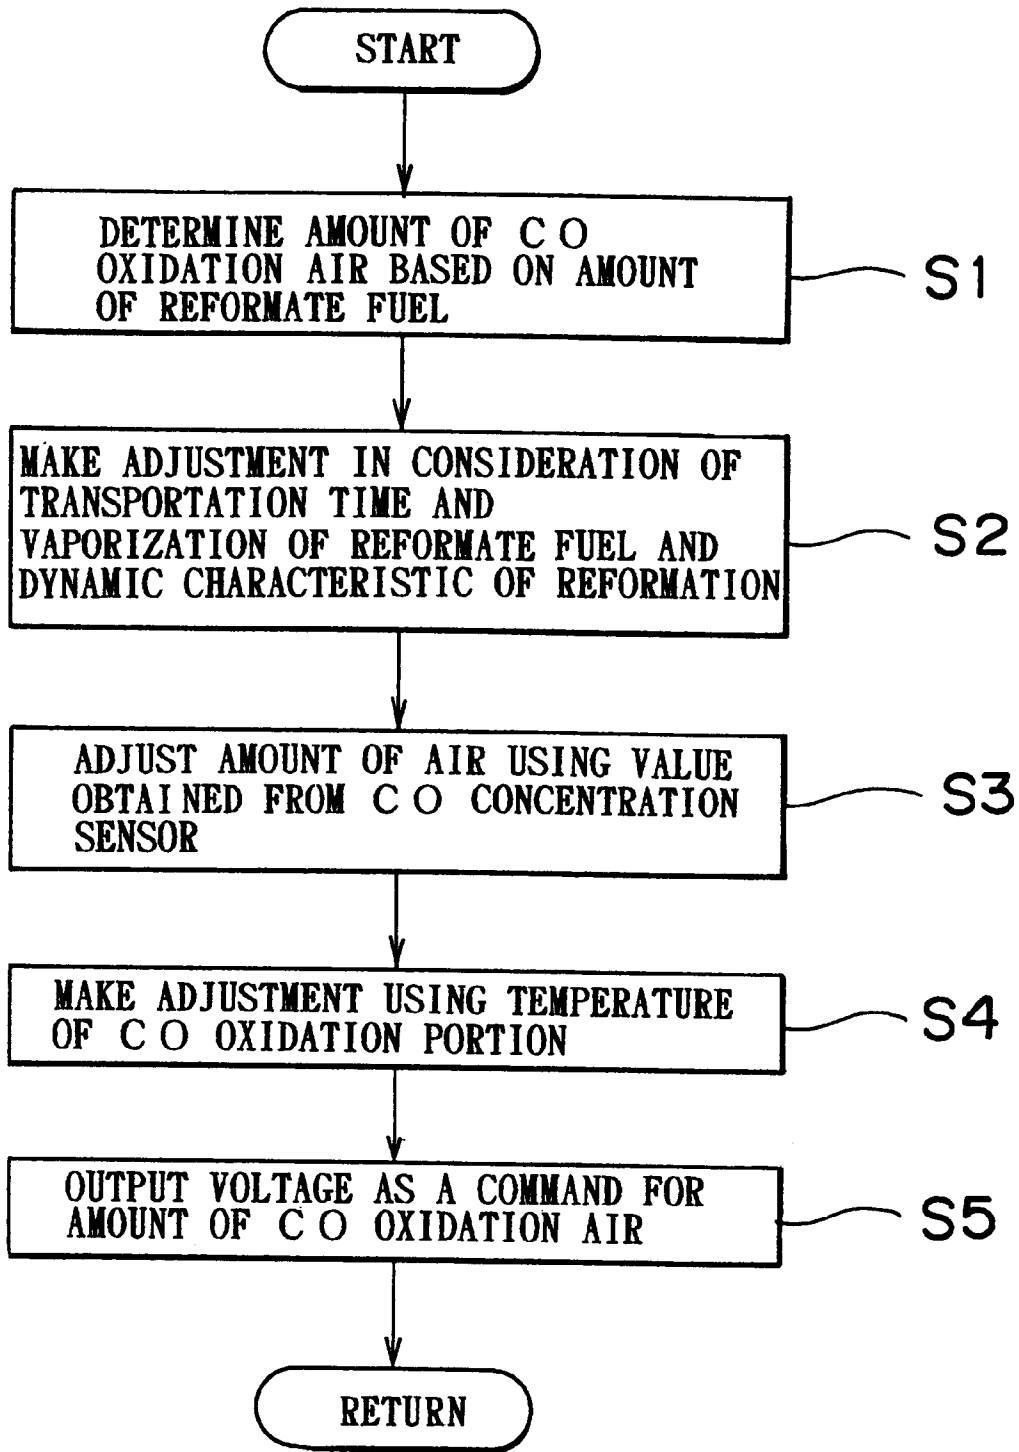 START
DETERMINE AMOUNT OF CO
OXIDATION AIR BASED ON AMOUNT
OF REFORMATE FUEL
S1
MAKE ADJUSTMENT IN CONSIDERATION OF
TRANSPORTATION TIME AND
VAPORIZATION OF REFORMATE FUEL AND
DYNAMIC CHARACTERISTIC OF REFORMATION
S2
ADJUST AMOUNT OF AIR USING VALUE
OBTAINED FROM CO CONCENTRATION
SENSOR
S3
MAKE ADJUSTMENT USING TEMPERATURE
OF CO OXIDATION PORTION
S4
OUTPUT VOLTAGE AS A COMMAND FOR
AMOUNT OF CO OXIDATION AIR
S5
RETURN